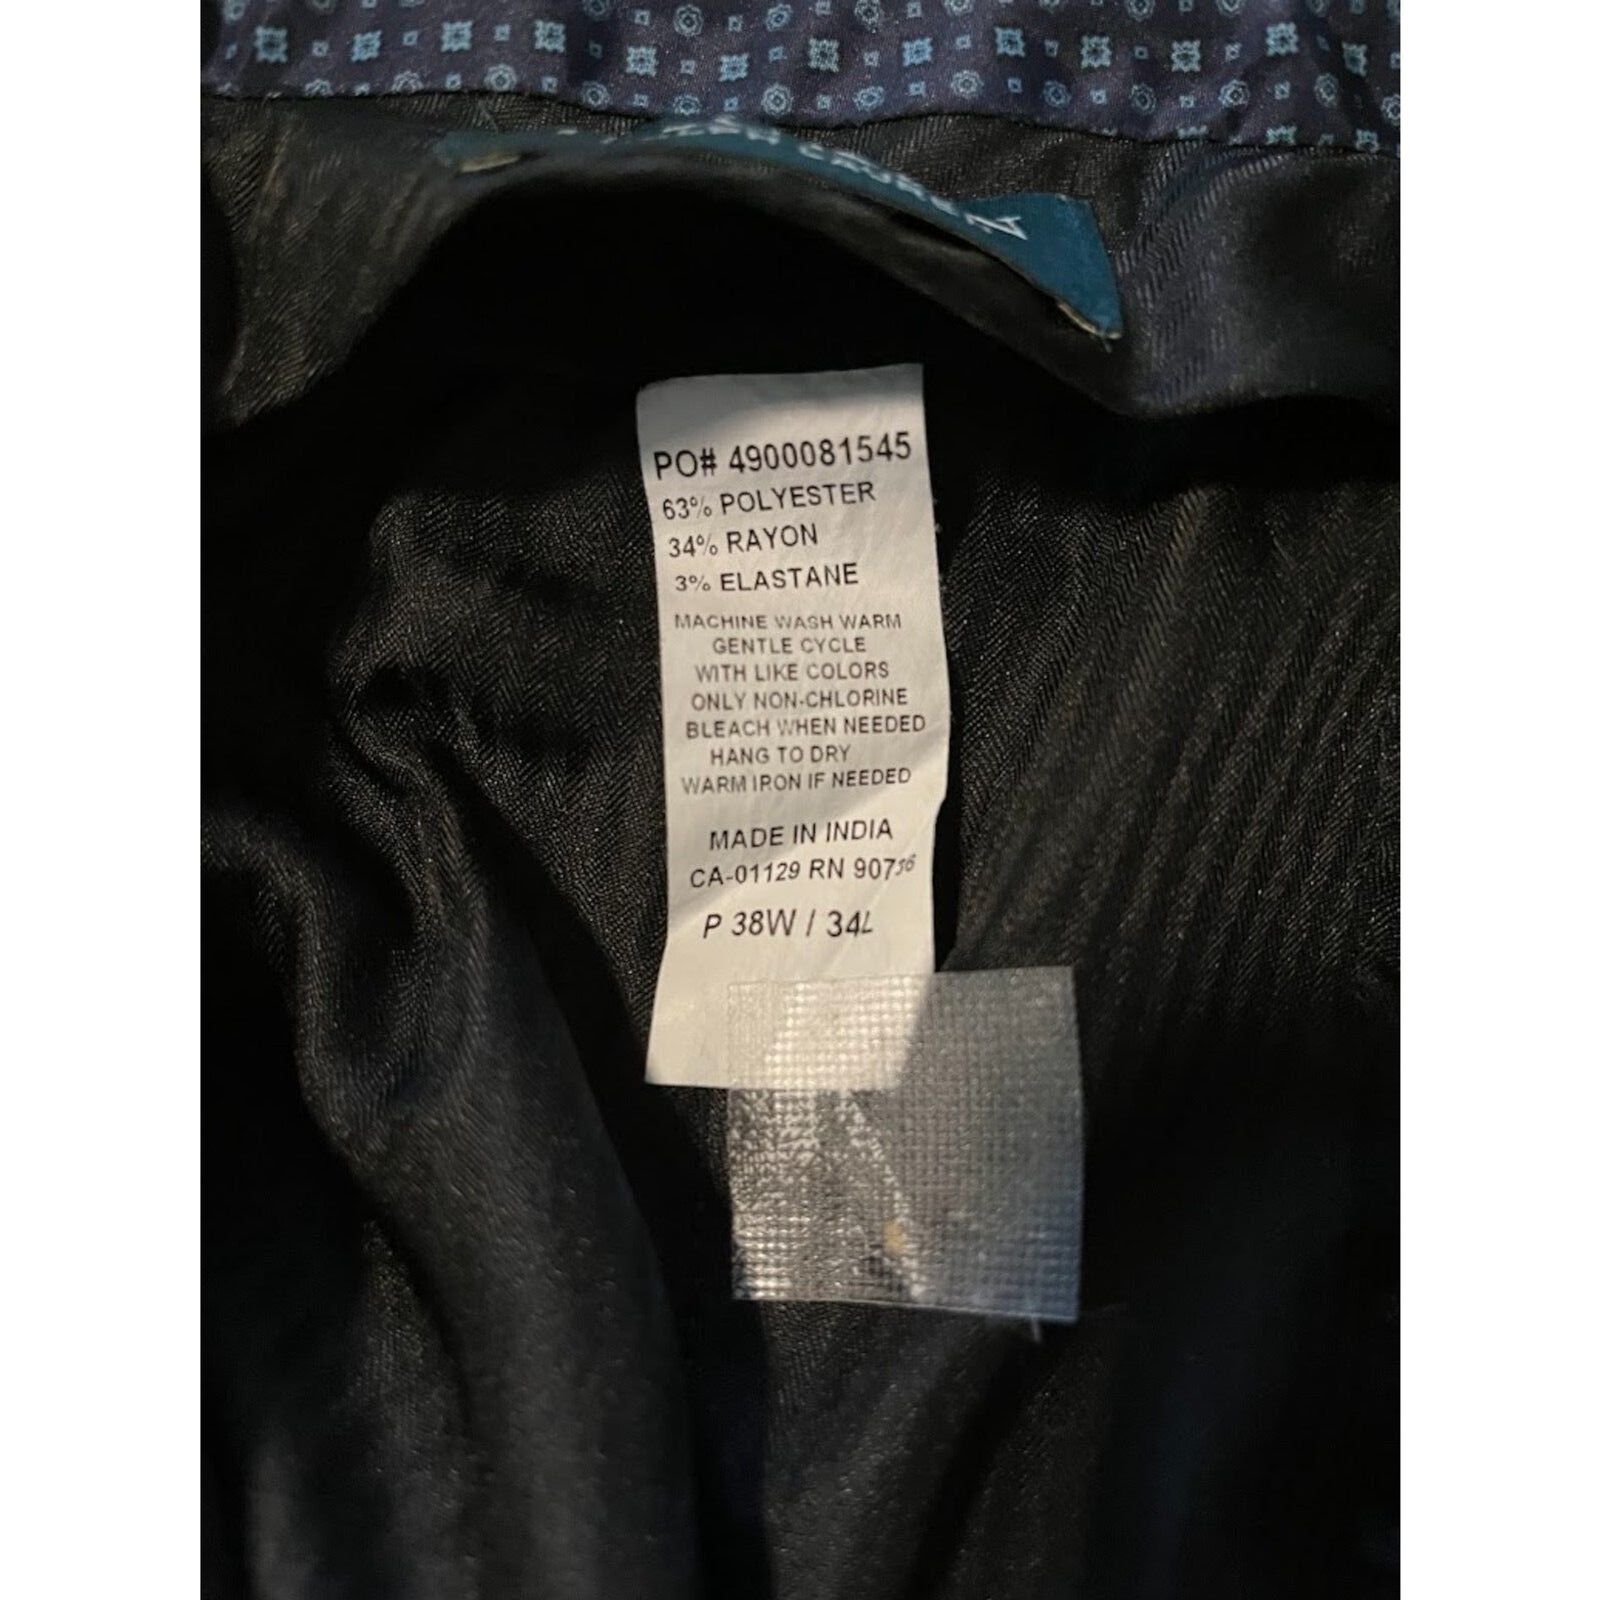 PO# 4900081545
63% POLYESTER
34% RAYON
3% ELASTANE
MACHINE WASH WARM
GENTLE CYCLE
WITH LIKE COLORS
ONLY NON-CHLORINE
BLEACH WHEN NEEDED
HANG TO DRY
WARM IRON IF NEEDED
MADE IN INDIA
CA-01129 RN 90736
P 38W / 34L